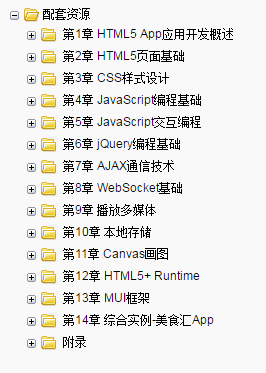 配套资源
第1章 HTML5 App应用开发概述
第2章 HTML5页面基础
第3章 CSS样式设计
第4章 JavaScript编程基础
第5章 JavaScript交互编程
第6章 jQuery编程基础
第7章 AJAX通信技术
第8章 WebSocket基础
第9章 播放多媒体
第10章 本地存储
第11章 Canvas画图
第12章 HTML5+ Runtime
第13章 MUI框架
第14章 综合实例-美食汇App
附录